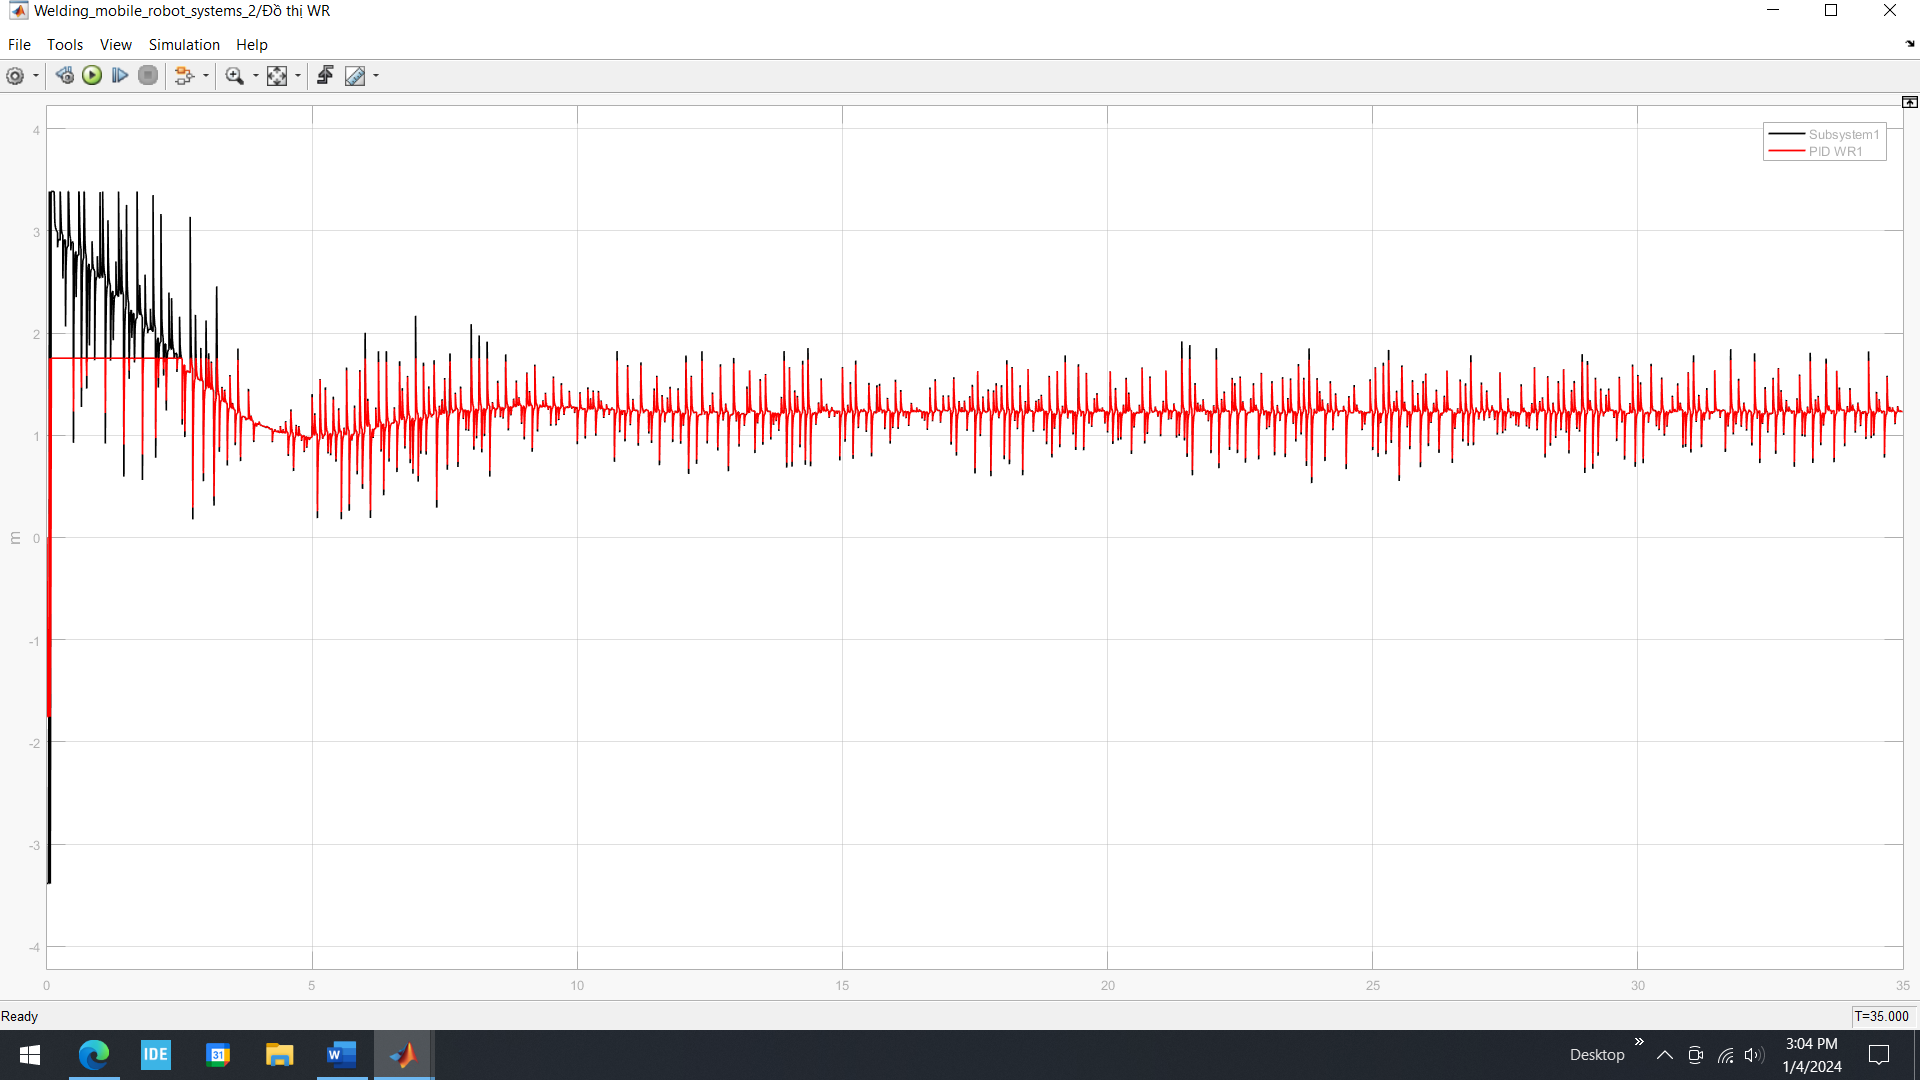 Welding_mobile_robot_systems_2/Đồ thị WR
File Tools View Simulation Help
Subsystem1
PID WR1
4
3
2
1
0
-1
-2
-3
-4
m
0 5 10 15 20 25 30 35
Ready
T=35.000
IDE
31
W
Desktop
3:04 PM
1/4/2024